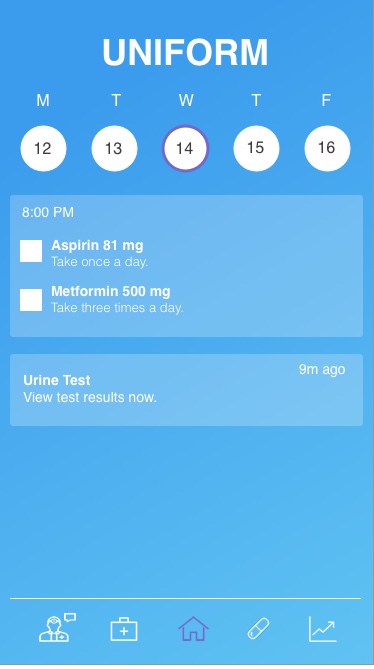 UNIFORM
M T W T F
12 13 14 15 16
8:00 PM
Aspirin 81 mg
Take once a day.
Metformin 500 mg
Take three times a day.
9m ago
Urine Test
View test results now.